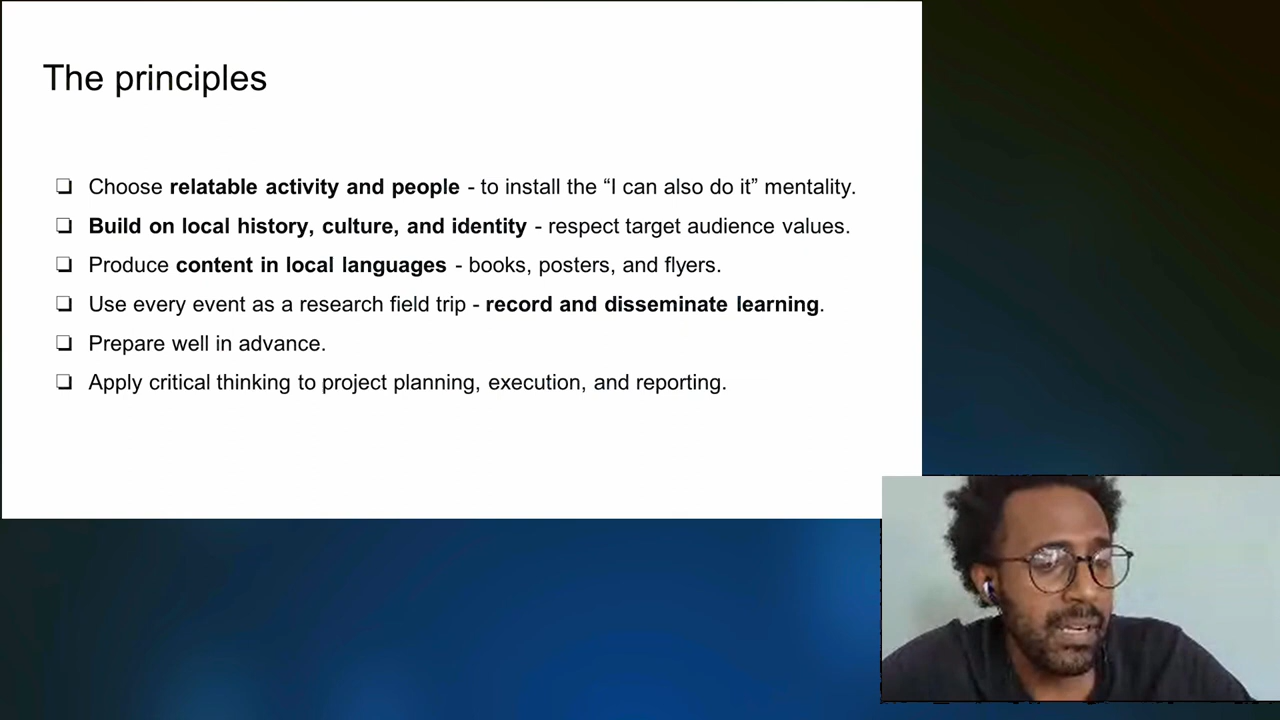 The principles
❏ Choose relatable activity and people - to install the “I can also do it” mentality.
❏ Build on local history, culture, and identity - respect target audience values.
❏ Produce content in local languages - books, posters, and flyers.
❏ Use every event as a research field trip - record and disseminate learning.
❏ Prepare well in advance.
❏ Apply critical thinking to project planning, execution, and reporting.